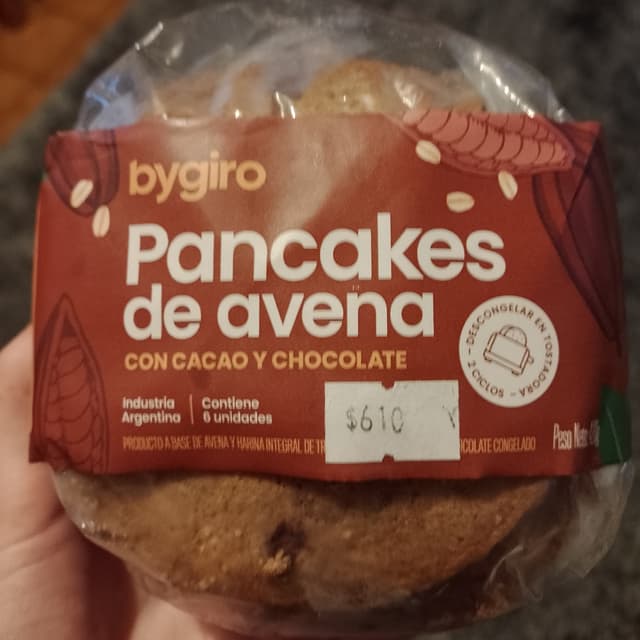 bygiro
Pancakes
de avena
CON CACAO Y CHOCOLATE
DESCONGELAR EN TOSTADORA
- 2 CICLOS -
Industria
Argentina
Contiene
6 unidades
$610
PRODUCTO A BASE DE AVENA Y HARINA INTEGRAL DE
CONGELADO
Peso Neto